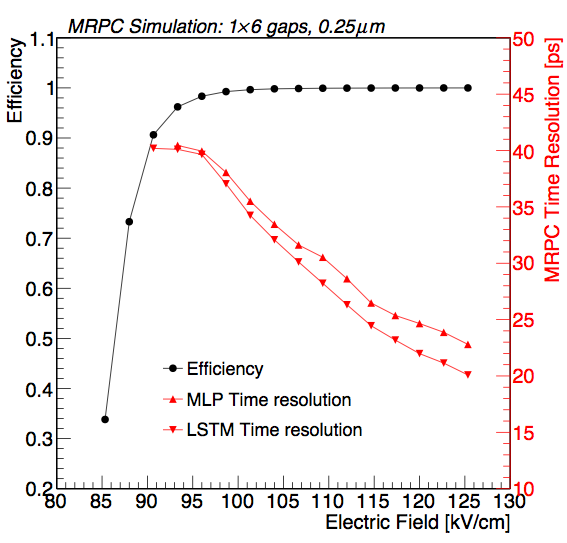 MRPC Simulation: 1×6 gaps, 0.25μm
Efficiency
1.1
1
0.9
0.8
0.7
0.6
0.5
0.4
0.3
0.2
50
45
40
35
30
25
20
15
10
MRPC Time Resolution [ps]
Efficiency
MLP Time resolution
LSTM Time resolution
80 85 90 95 100 105 110 115 120 125 130
Electric Field [kV/cm]